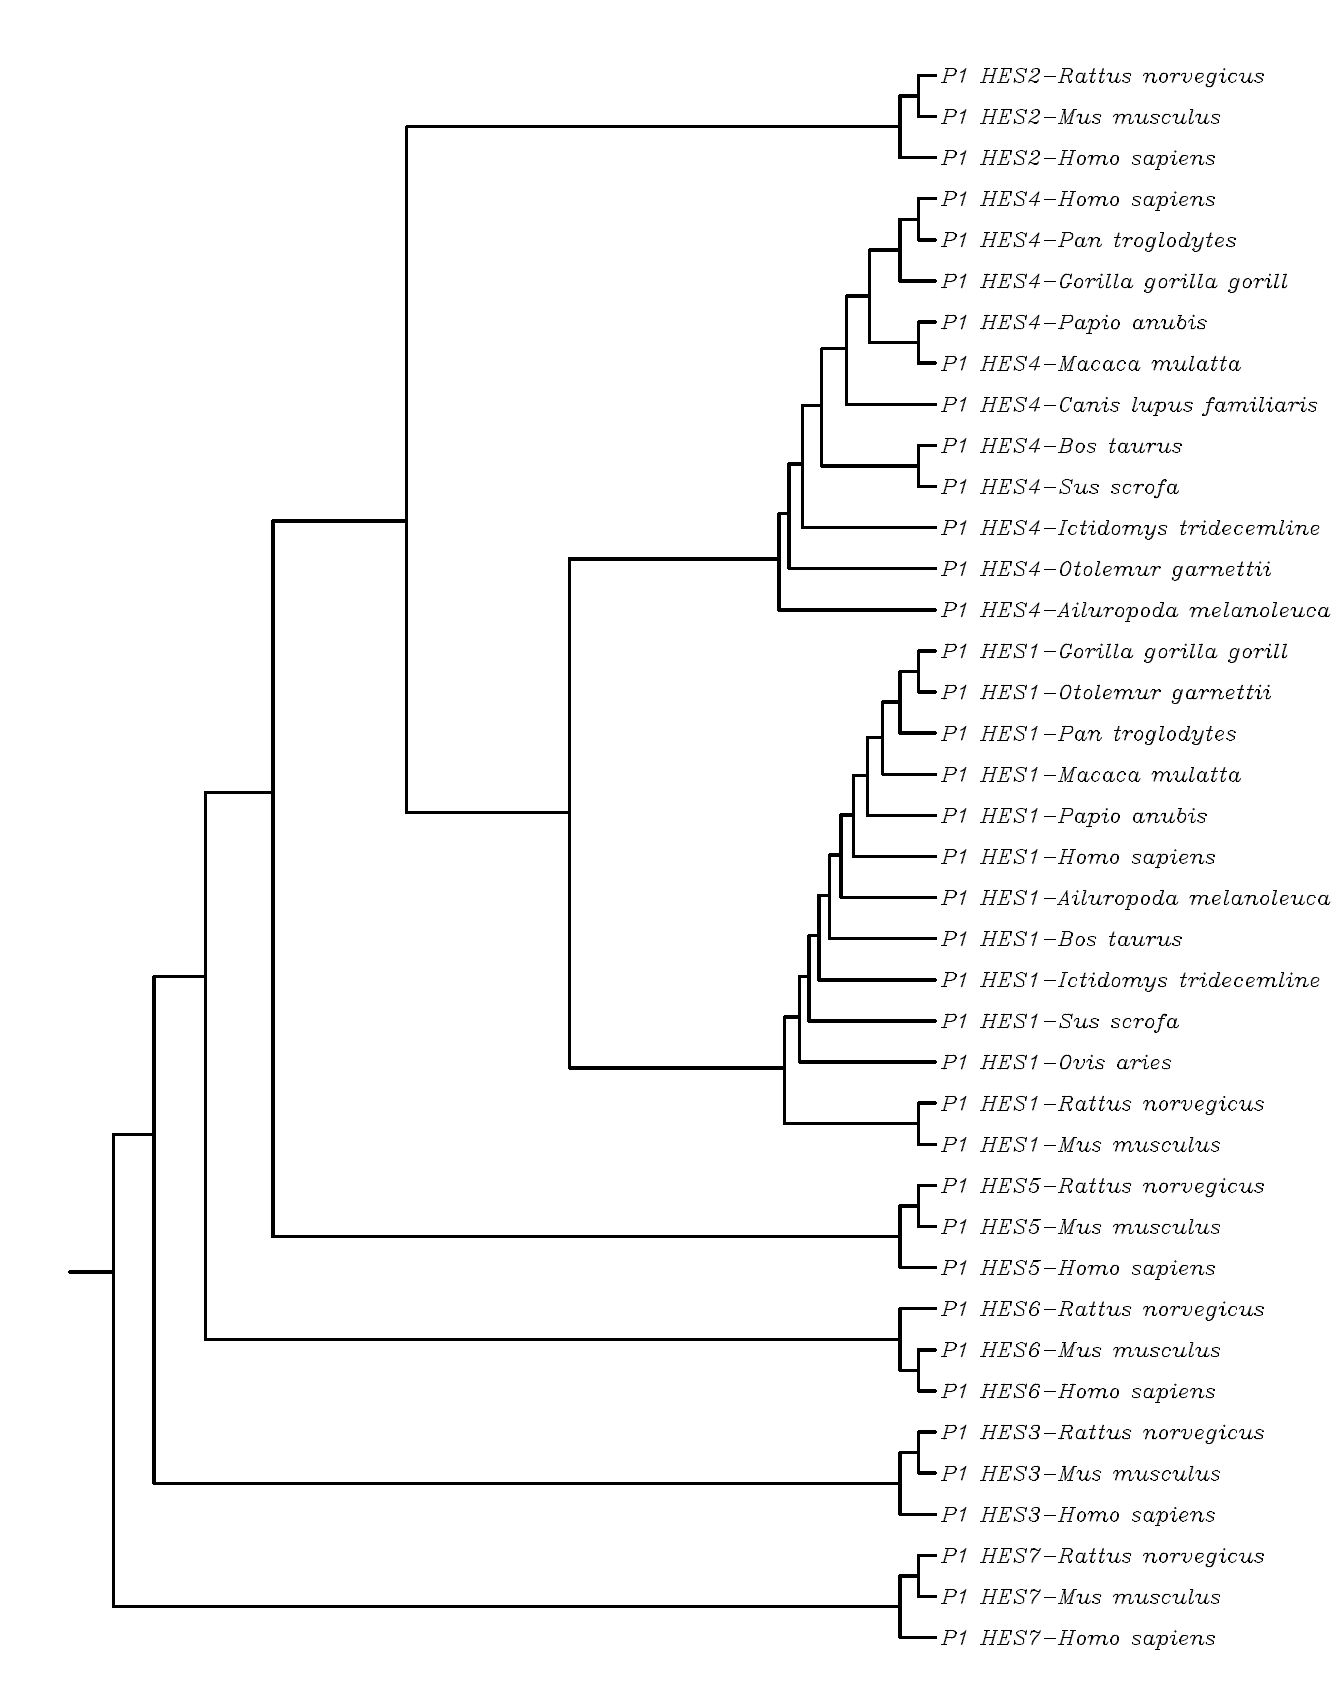 P1 HES2-Rattus norvegicus
P1 HES2-Mus musculus
P1 HES2-Homo sapiens
P1 HES4-Homo sapiens
P1 HES4-Pan troglodytes
P1 HES4-Gorilla gorilla gorill
P1 HES4-Papio anubis
P1 HES4-Macaca mulatta
P1 HES4-Canis lupus familiaris
P1 HES4-Bos taurus
P1 HES4-Sus scrofa
P1 HES4-Ictidomys tridecemline
P1 HES4-Otolemur garnettii
P1 HES4-Ailuropoda melanoleuca
P1 HES1-Gorilla gorilla gorill
P1 HES1-Otolemur garnettii
P1 HES1-Pan troglodytes
P1 HES1-Macaca mulatta
P1 HES1-Papio anubis
P1 HES1-Homo sapiens
P1 HES1-Ailuropoda melanoleuca
P1 HES1-Bos taurus
P1 HES1-Ictidomys tridecemline
P1 HES1-Sus scrofa
P1 HES1-Ovis aries
P1 HES1-Rattus norvegicus
P1 HES1-Mus musculus
P1 HES5-Rattus norvegicus
P1 HES5-Mus musculus
P1 HES5-Homo sapiens
P1 HES6-Rattus norvegicus
P1 HES6-Mus musculus
P1 HES6-Homo sapiens
P1 HES3-Rattus norvegicus
P1 HES3-Mus musculus
P1 HES3-Homo sapiens
P1 HES7-Rattus norvegicus
P1 HES7-Mus musculus
P1 HES7-Homo sapiens